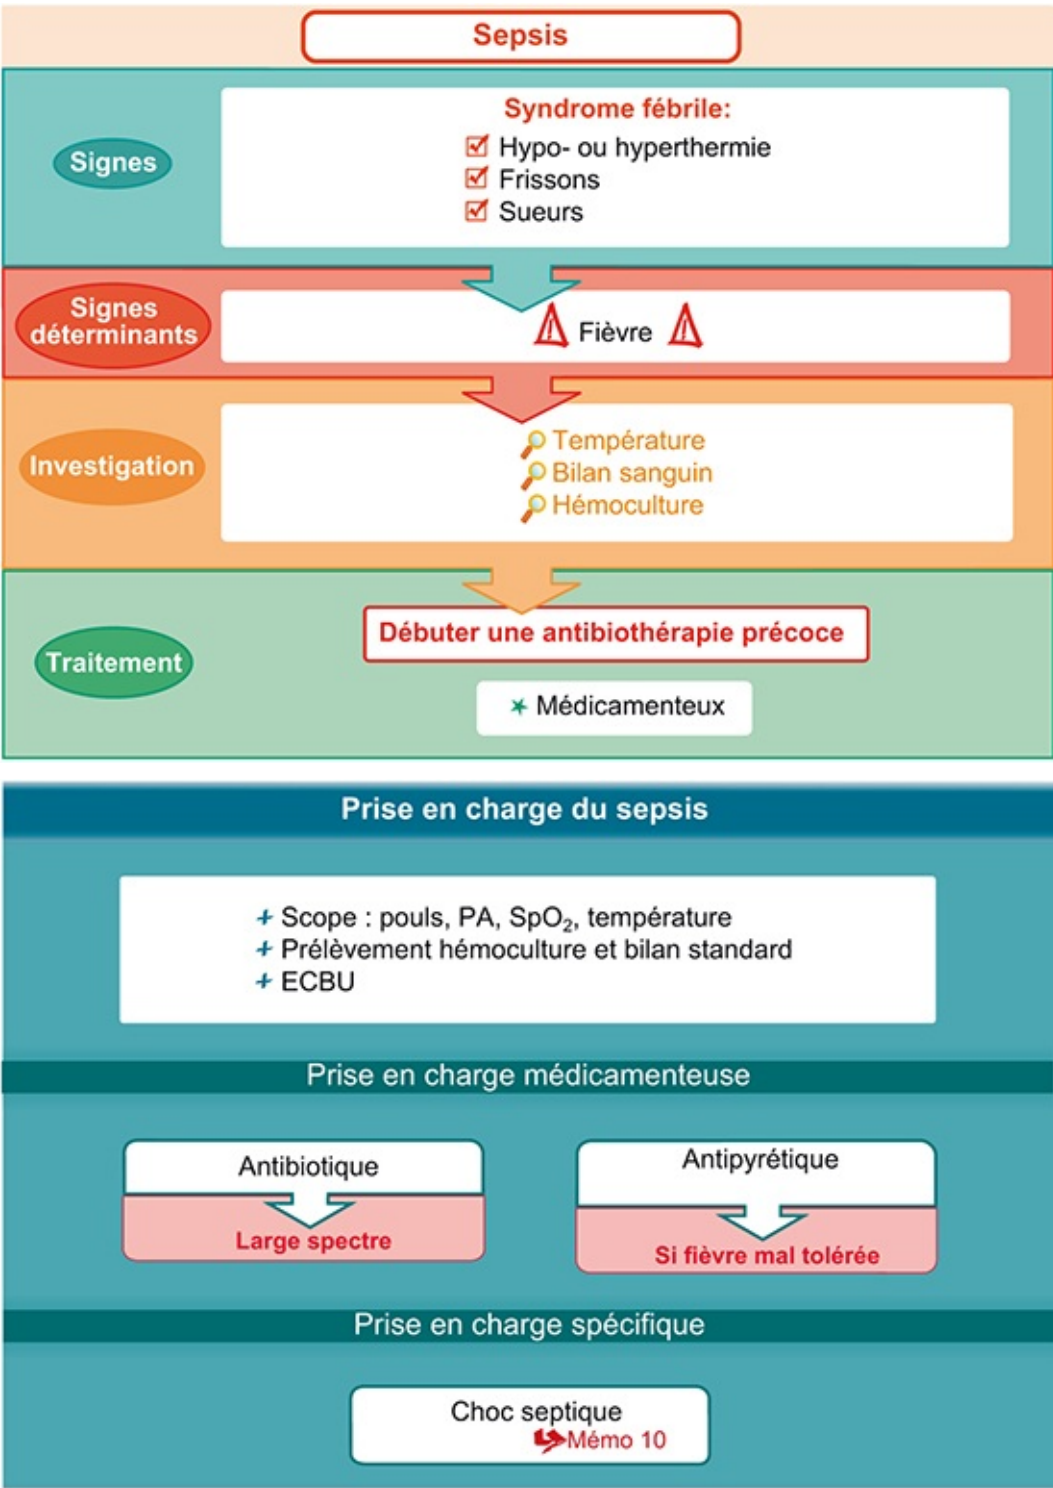 Sepsis
Signes
Syndrome fébrile:
Hypo- ou hyperthermie
Frissons
Sueurs
Signes
déterminants
Fièvre
Investigation
Température
Bilan sanguin
Hémoculture
Traitement
Débuter une antibiothérapie précoce
Médicamenteux
Prise en charge du sepsis
+ Scope : pouls, PA, SpO₂, température
+ Prélèvement hémoculture et bilan standard
+ ECBU
Prise en charge médicamenteuse
Antibiotique
Large spectre
Antipyrétique
Si fièvre mal tolérée
Prise en charge spécifique
Choc septique
Mémo 10